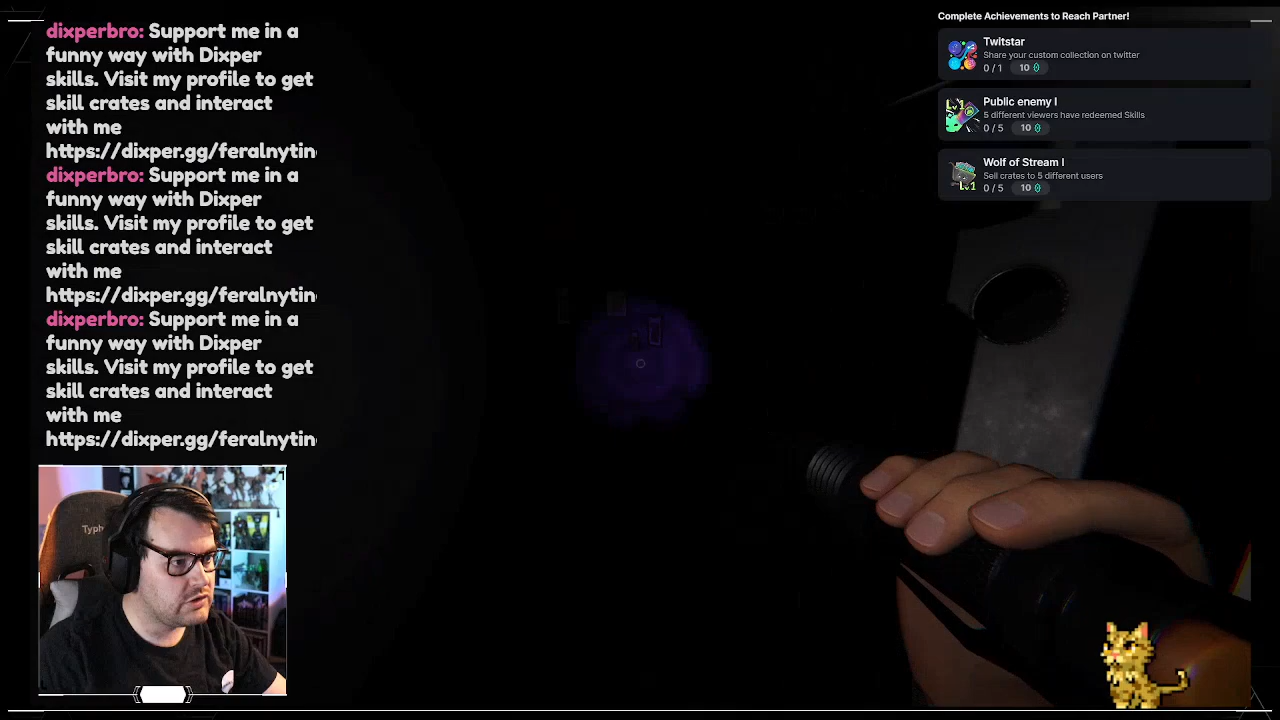 dixperbro: Support me in a
funny way with Dixper
skills. Visit my profile to get
skill crates and interact
with me
https://dixper.gg/feralnytin
dixperbro: Support me in a
funny way with Dixper
skills. Visit my profile to get
skill crates and interact
with me
https://dixper.gg/feralnytin
dixperbro: Support me in a
funny way with Dixper
skills. Visit my profile to get
skill crates and interact
with me
https://dixper.gg/feralnytin
Complete Achievements to Reach Partner!
Twitstar
Share your custom collection on twitter
0 / 1 10
Public enemy I
5 different viewers have redeemed Skills
0 / 5 10
Wolf of Stream I
Sell crates to 5 different users
0 / 5 10
Typh